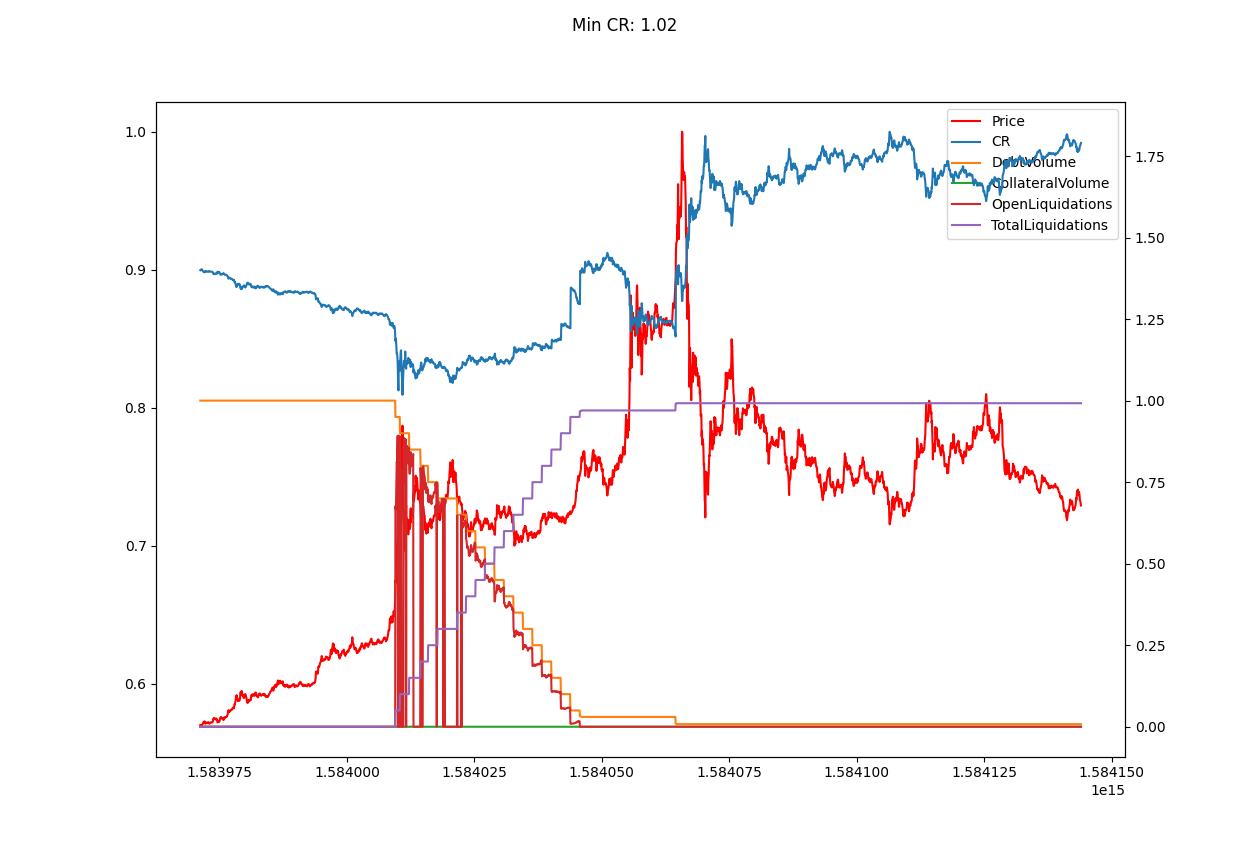 Min CR: 1.02
1.0
0.9
0.8
0.7
0.6
Price
CR
DebtVolume
CollateralVolume
OpenLiquidations
TotalLiquidations
1.75
1.50
1.25
1.00
0.75
0.50
0.25
0.00
1.583975 1.584000 1.584025 1.584050 1.584075 1.584100 1.584125 1.584150
1e15